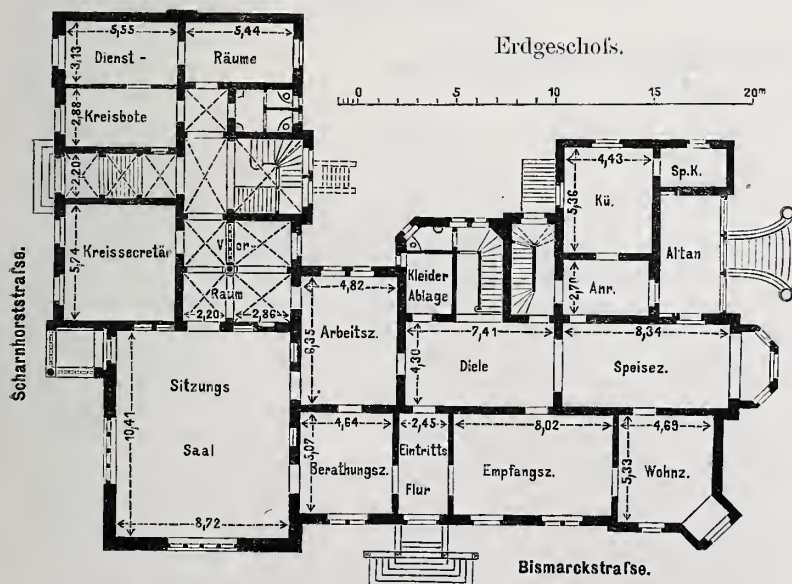 Erdgeschoſs.
0 5 10 15 20m
5,55
5,44
3,13
Dienst -
Räume
2,88
Kreisbote
2,20
5,74
Kreissecretär
Vor-
Raum
2,20
2,86
4,43
5,36
Kü.
Sp.K.
Altan
2,70
Anr.
Kleider
Ablage
4,82
6,35
Arbeitsz.
7,41
4,30
Diele
8,34
Speisez.
Sitzungs
Saal
10,41
8,72
4,64
5,07
Berathungsz.
2,45
Eintritts
Flur
8,02
Empfangsz.
4,69
5,33
Wohnz.
Scharnhorststraſse.
Bismarckstraſse.